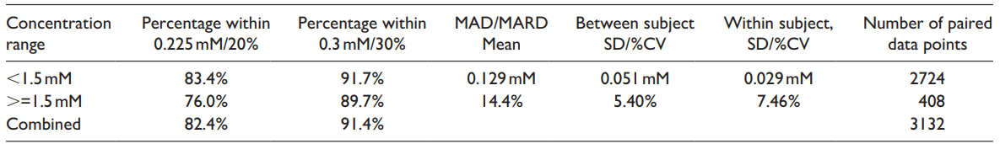 Concentration range Percentage within 0.225 mM/20% Percentage within 0.3 mM/30% MAD/MARD Mean Between subject SD/%CV Within subject, SD/%CV Number of paired data points
<1.5 mM 83.4% 91.7% 0.129 mM 0.051 mM 0.029 mM 2724
>=1.5 mM 76.0% 89.7% 14.4% 5.40% 7.46% 408
Combined 82.4% 91.4% 3132